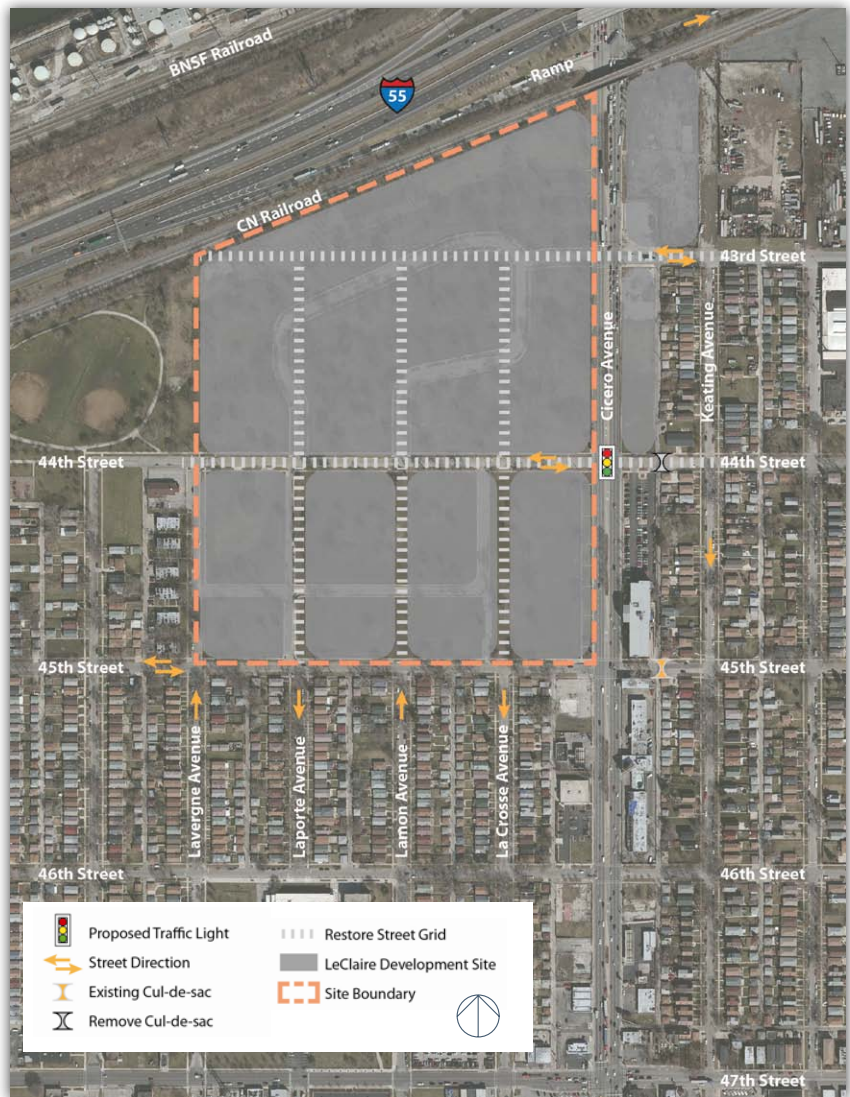 BNSF Railroad
55
Ramp
CN Railroad
43rd Street
Cicero Avenue
Keating Avenue
44th Street
44th Street
45th Street
45th Street
Lavergne Avenue
Laporte Avenue
Lamon Avenue
La Crosse Avenue
46th Street
46th Street
Proposed Traffic Light
Street Direction
Existing Cul-de-sac
Remove Cul-de-sac
Restore Street Grid
LeClaire Development Site
Site Boundary
47th Street